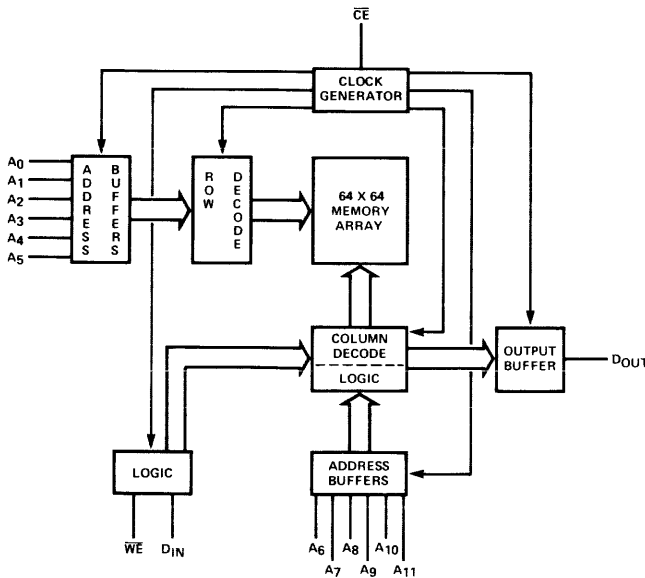 CE
CLOCK
GENERATOR
A0
A1
A2
A3
A4
A5
ADDRESS
BUFFERS
ROW
DECODE
64 X 64
MEMORY
ARRAY
COLUMN
DECODE
LOGIC
OUTPUT
BUFFER
DOUT
LOGIC
WE
DIN
ADDRESS
BUFFERS
A6
A7
A8
A9
A10
A11